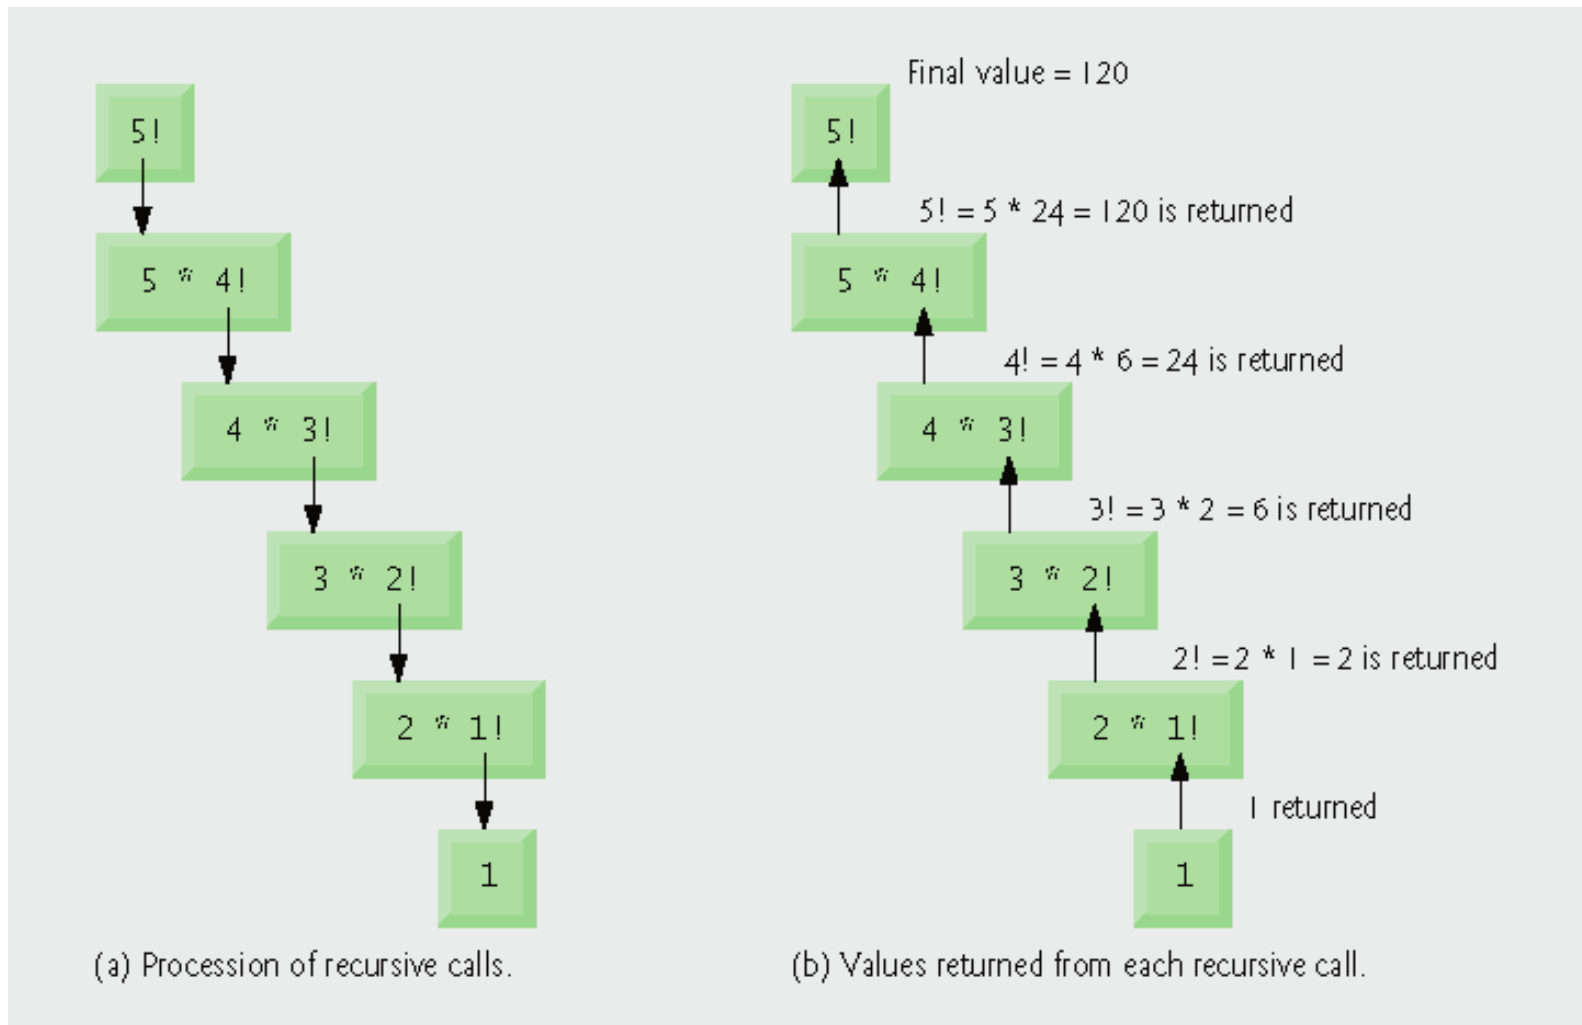 5!
5 * 4!
4 * 3!
3 * 2!
2 * 1!
1
(a) Procession of recursive calls.
Final value = 120
5!
5! = 5 * 24 = 120 is returned
5 * 4!
4! = 4 * 6 = 24 is returned
4 * 3!
3! = 3 * 2 = 6 is returned
3 * 2!
2! = 2 * 1 = 2 is returned
2 * 1!
1 returned
1
(b) Values returned from each recursive call.